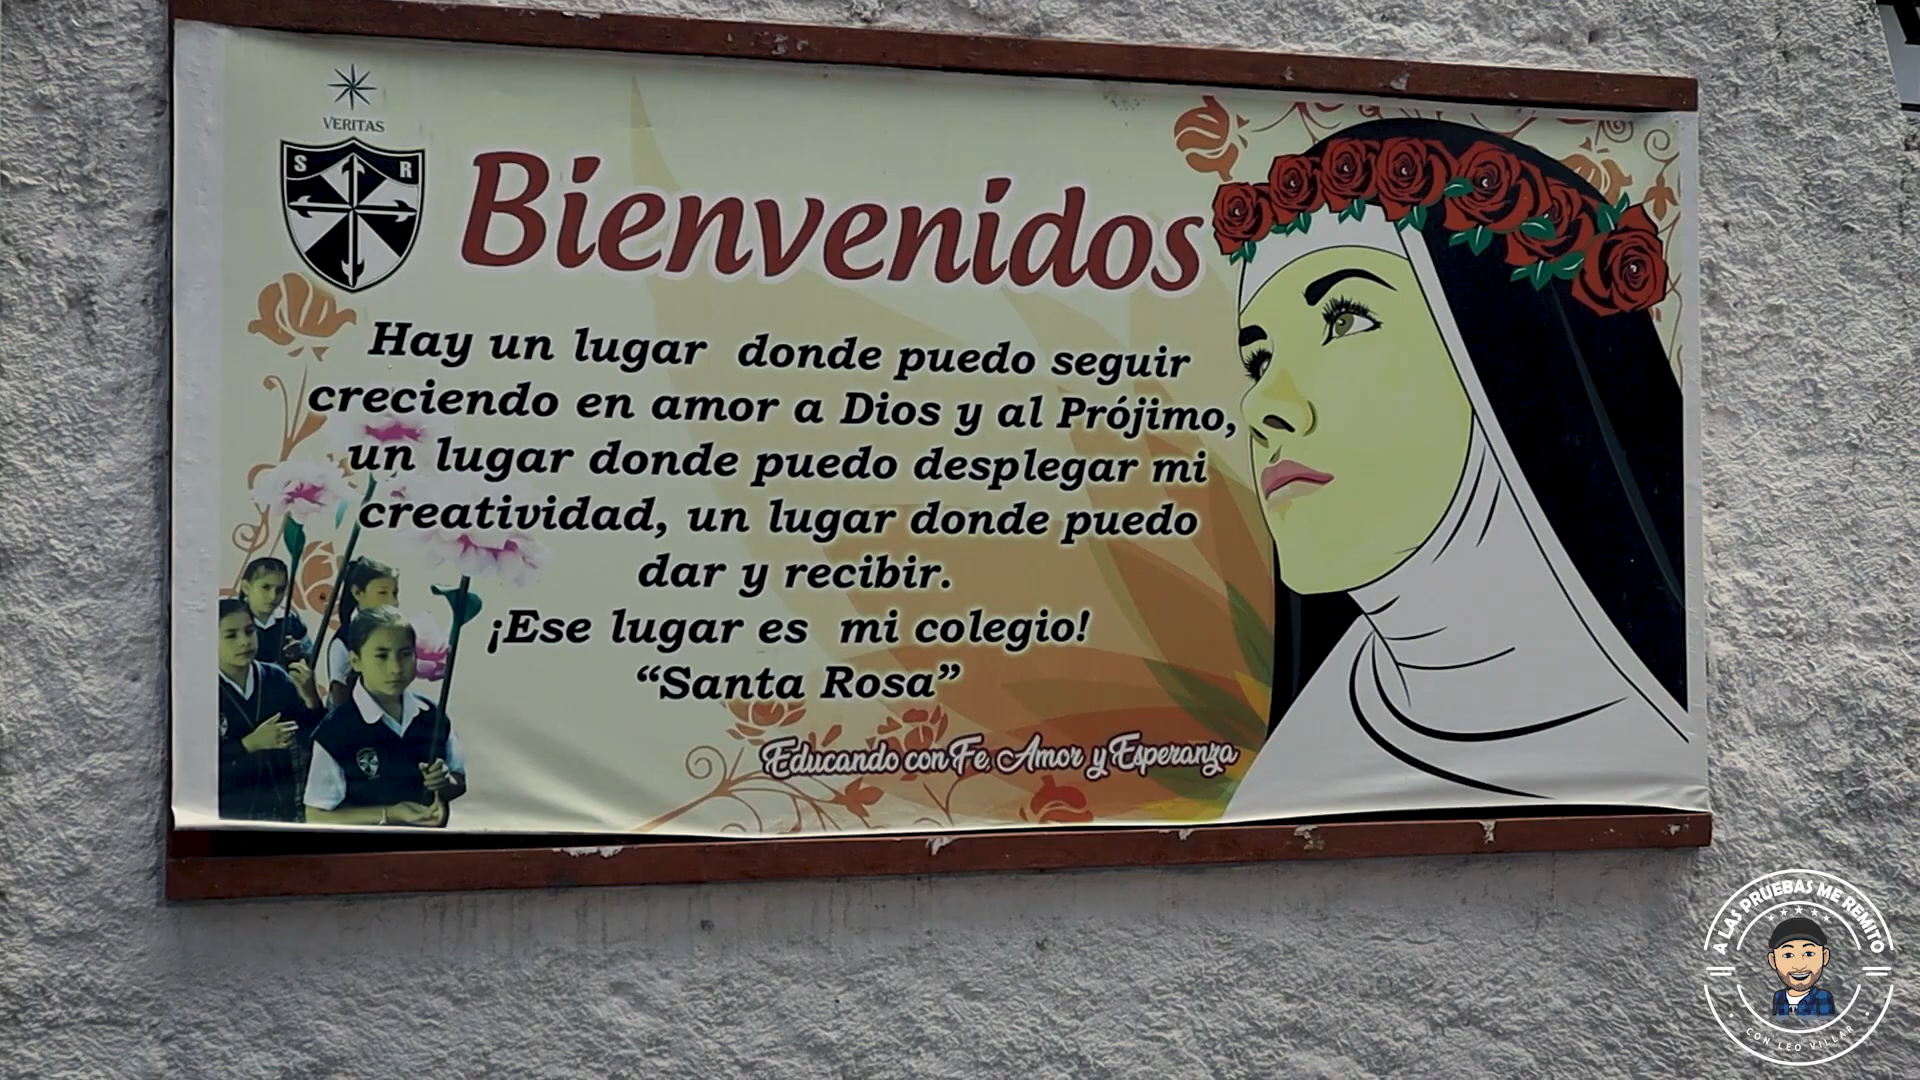 VERITAS
S R
Bienvenidos
Hay un lugar donde puedo seguir
creciendo en amor a Dios y al Prójimo,
un lugar donde puedo desplegar mi
creatividad, un lugar donde puedo
dar y recibir.
¡Ese lugar es mi colegio!
“Santa Rosa”
Educando con Fe, Amor y Esperanza
A LAS PRUEBAS ME REMITO
CON LEO VILLAR